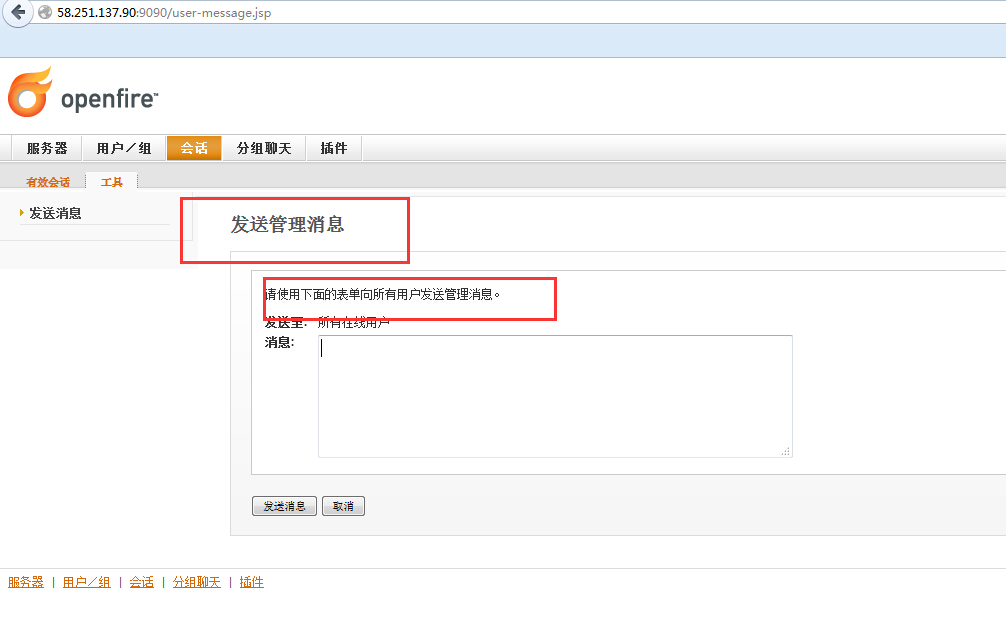 58.251.137.90:9090/user-message.jsp
openfire™
服务器 用户／组 会话 分组聊天 插件
有效会话 工具
发送消息
发送管理消息
请使用下面的表单向所有用户发送管理消息。
发送至: 所有在线用户
消息:
发送消息 取消
服务器 | 用户／组 | 会话 | 分组聊天 | 插件